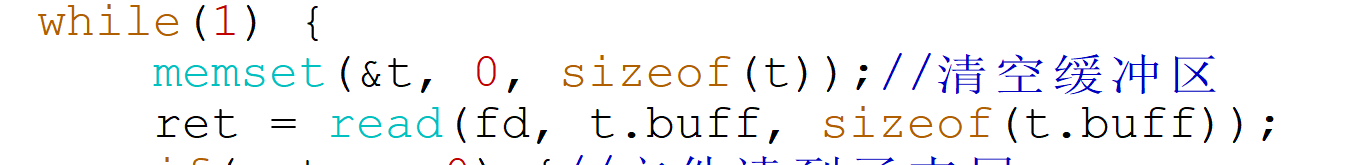 while(1) {
memset(&t, 0, sizeof(t));//清空缓冲区
ret = read(fd, t.buff, sizeof(t.buff));